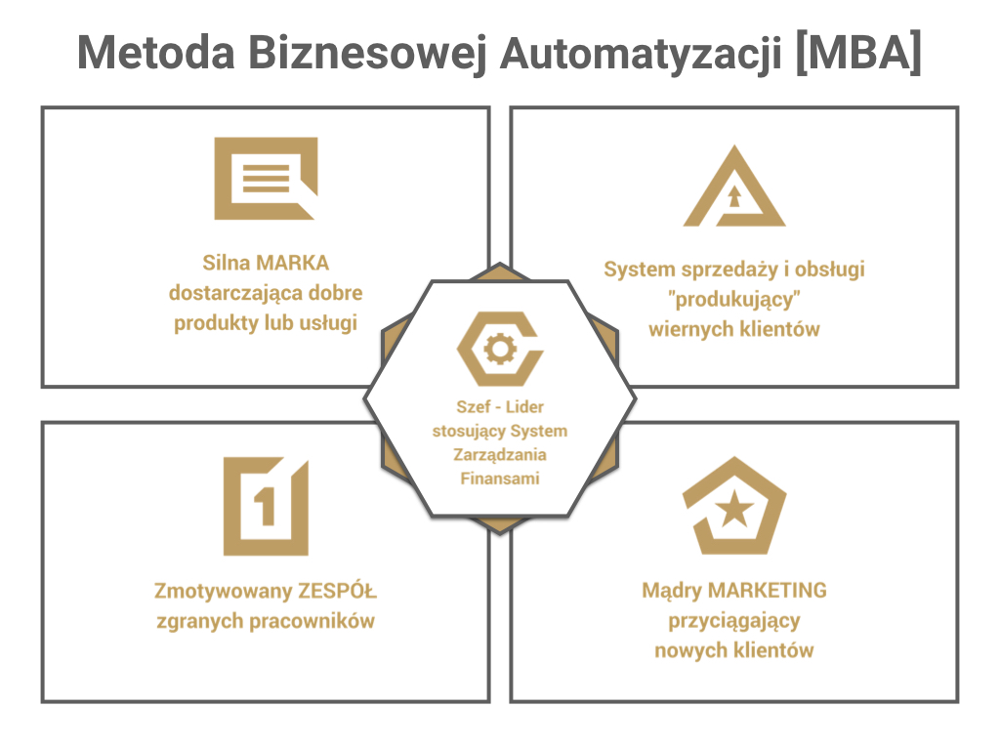 Metoda Biznesowej Automatyzacji [MBA]
Silna MARKA
dostarczająca dobre
produkty lub usługi
System sprzedaży i obsługi
"produkujący"
wiernych klientów
Szef - Lider
stosujący System
Zarządzania
Finansami
1
Zmotywowany ZESPÓŁ
zgranych pracowników
Mądry MARKETING
przyciągający
nowych klientów